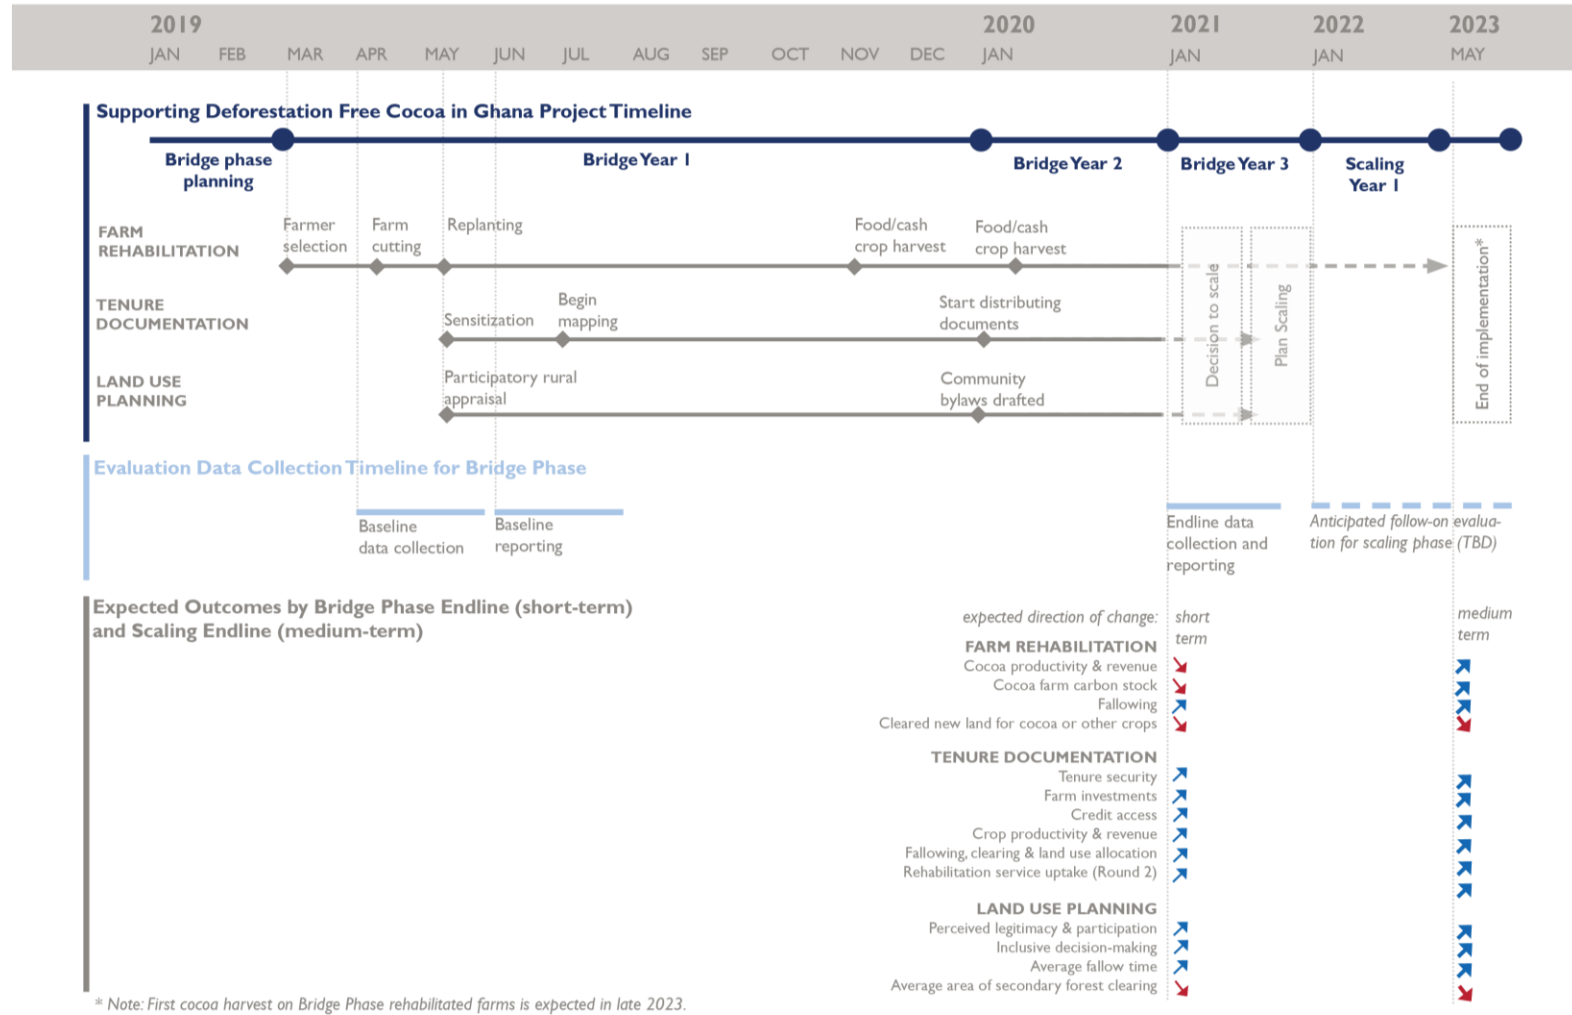 2019 2020 2021 2022 2023
JAN FEB MAR APR MAY JUN JUL AUG SEP OCT NOV DEC JAN JAN JAN MAY
Supporting Deforestation Free Cocoa in Ghana Project Timeline
Bridge phase
planning
Bridge Year 1
Bridge Year 2
Bridge Year 3
Scaling
Year 1
FARM
REHABILITATION
Farmer
selection
Farm
cutting
Replanting
Food/cash
crop harvest
Food/cash
crop harvest
TENURE
DOCUMENTATION
Sensitization
Begin
mapping
Start distributing
documents
LAND USE
PLANNING
Participatory rural
appraisal
Community
bylaws drafted
Decision to scale
Plan Scaling
End of implementation*
Evaluation Data Collection Timeline for Bridge Phase
Baseline
data collection
Baseline
reporting
Endline data
collection and
reporting
Anticipated follow-on evalua-
tion for scaling phase (TBD)
Expected Outcomes by Bridge Phase Endline (short-term)
and Scaling Endline (medium-term)
expected direction of change:
short
term
medium
term
FARM REHABILITATION
Cocoa productivity & revenue
Cocoa farm carbon stock
Fallowing
Cleared new land for cocoa or other crops
TENURE DOCUMENTATION
Tenure security
Farm investments
Credit access
Crop productivity & revenue
Fallowing, clearing & land use allocation
Rehabilitation service uptake (Round 2)
LAND USE PLANNING
Perceived legitimacy & participation
Inclusive decision-making
Average fallow time
Average area of secondary forest clearing
* Note: First cocoa harvest on Bridge Phase rehabilitated farms is expected in late 2023.